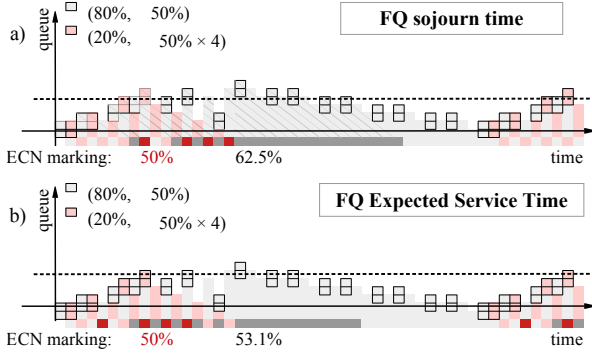 a)
queue
(80%, 50%)
(20%, 50% × 4)
FQ sojourn time
ECN marking: 50% 62.5% time
b)
queue
(80%, 50%)
(20%, 50% × 4)
FQ Expected Service Time
ECN marking: 50% 53.1% time